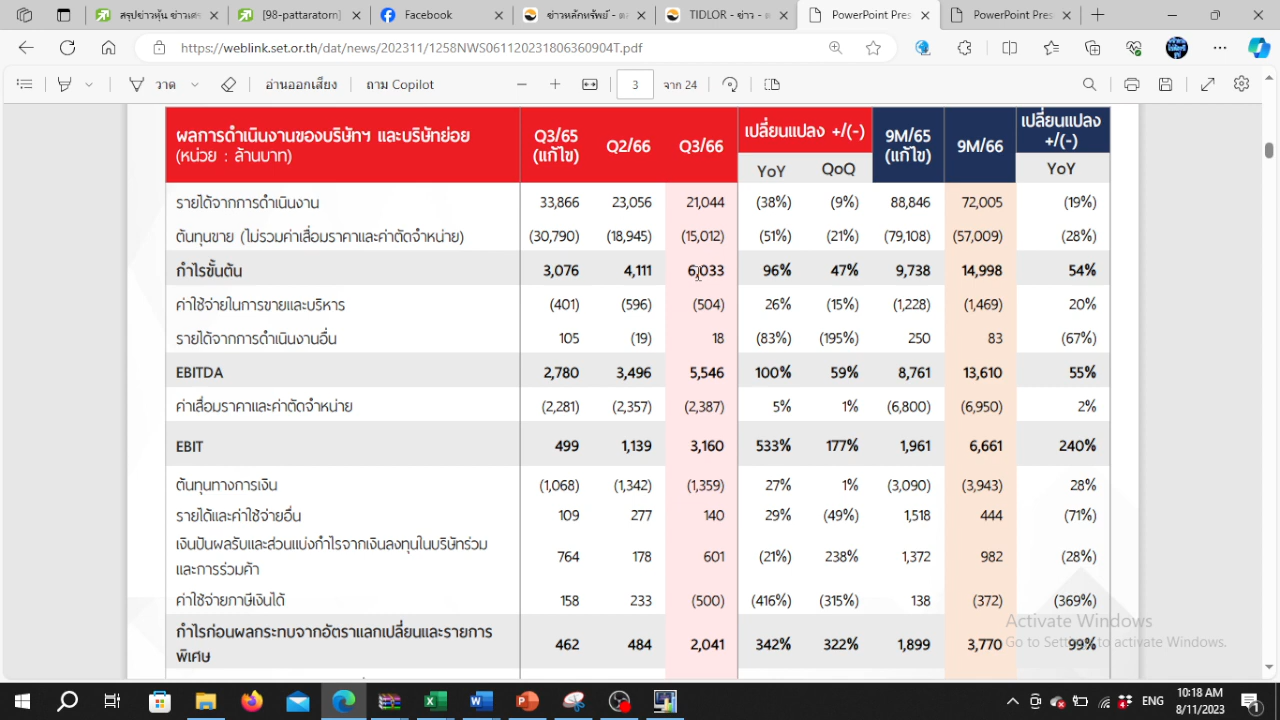 สรุปข่าวหุ้น ข่าวเศร
[98-pattaratorn]
Facebook
ข่าวหลักทรัพย์ - ตล
TIDLOR - ข่าว - ต
PowerPoint Pres
PowerPoint Pres
https://weblink.set.or.th/dat/news/202311/1258NWS061120231806360904T.pdf
วาด
อ่านออกเสียง
ถาม Copilot
3
จาก 24
ผลการดำเนินงานของบริษัทฯ และบริษัทย่อย (หน่วย : ล้านบาท) Q3/65 (แก้ไข) Q2/66 Q3/66 เปลี่ยนแปลง +/(-) 9M/65 (แก้ไข) 9M/66 เปลี่ยนแปลง +/(-)
YoY QoQ YoY
รายได้จากการดำเนินงาน 33,866 23,056 21,044 (38%) (9%) 88,846 72,005 (19%)
ต้นทุนขาย (ไม่รวมค่าเสื่อมราคาและค่าตัดจำหน่าย) (30,790) (18,945) (15,012) (51%) (21%) (79,108) (57,009) (28%)
กำไรขั้นต้น 3,076 4,111 6,033 96% 47% 9,738 14,998 54%
ค่าใช้จ่ายในการขายและบริหาร (401) (596) (504) 26% (15%) (1,228) (1,469) 20%
รายได้จากการดำเนินงานอื่น 105 (19) 18 (83%) (195%) 250 83 (67%)
EBITDA 2,780 3,496 5,546 100% 59% 8,761 13,610 55%
ค่าเสื่อมราคาและค่าตัดจำหน่าย (2,281) (2,357) (2,387) 5% 1% (6,800) (6,950) 2%
EBIT 499 1,139 3,160 533% 177% 1,961 6,661 240%
ต้นทุนทางการเงิน (1,068) (1,342) (1,359) 27% 1% (3,090) (3,943) 28%
รายได้และค่าใช้จ่ายอื่น 109 277 140 29% (49%) 1,518 444 (71%)
เงินปันผลรับและส่วนแบ่งกำไรจากเงินลงทุนในบริษัทร่วม
และการร่วมค้า 764 178 601 (21%) 238% 1,372 982 (28%)
ค่าใช้จ่ายภาษีเงินได้ 158 233 (500) (416%) (315%) 138 (372) (369%)
กำไรก่อนผลกระทบจากอัตราแลกเปลี่ยนและรายการ
พิเศษ 462 484 2,041 342% 322% 1,899 3,770 99%
Activate Windows
Go to Settings to activate Windows.
ENG
10:18 AM
8/11/2023
1